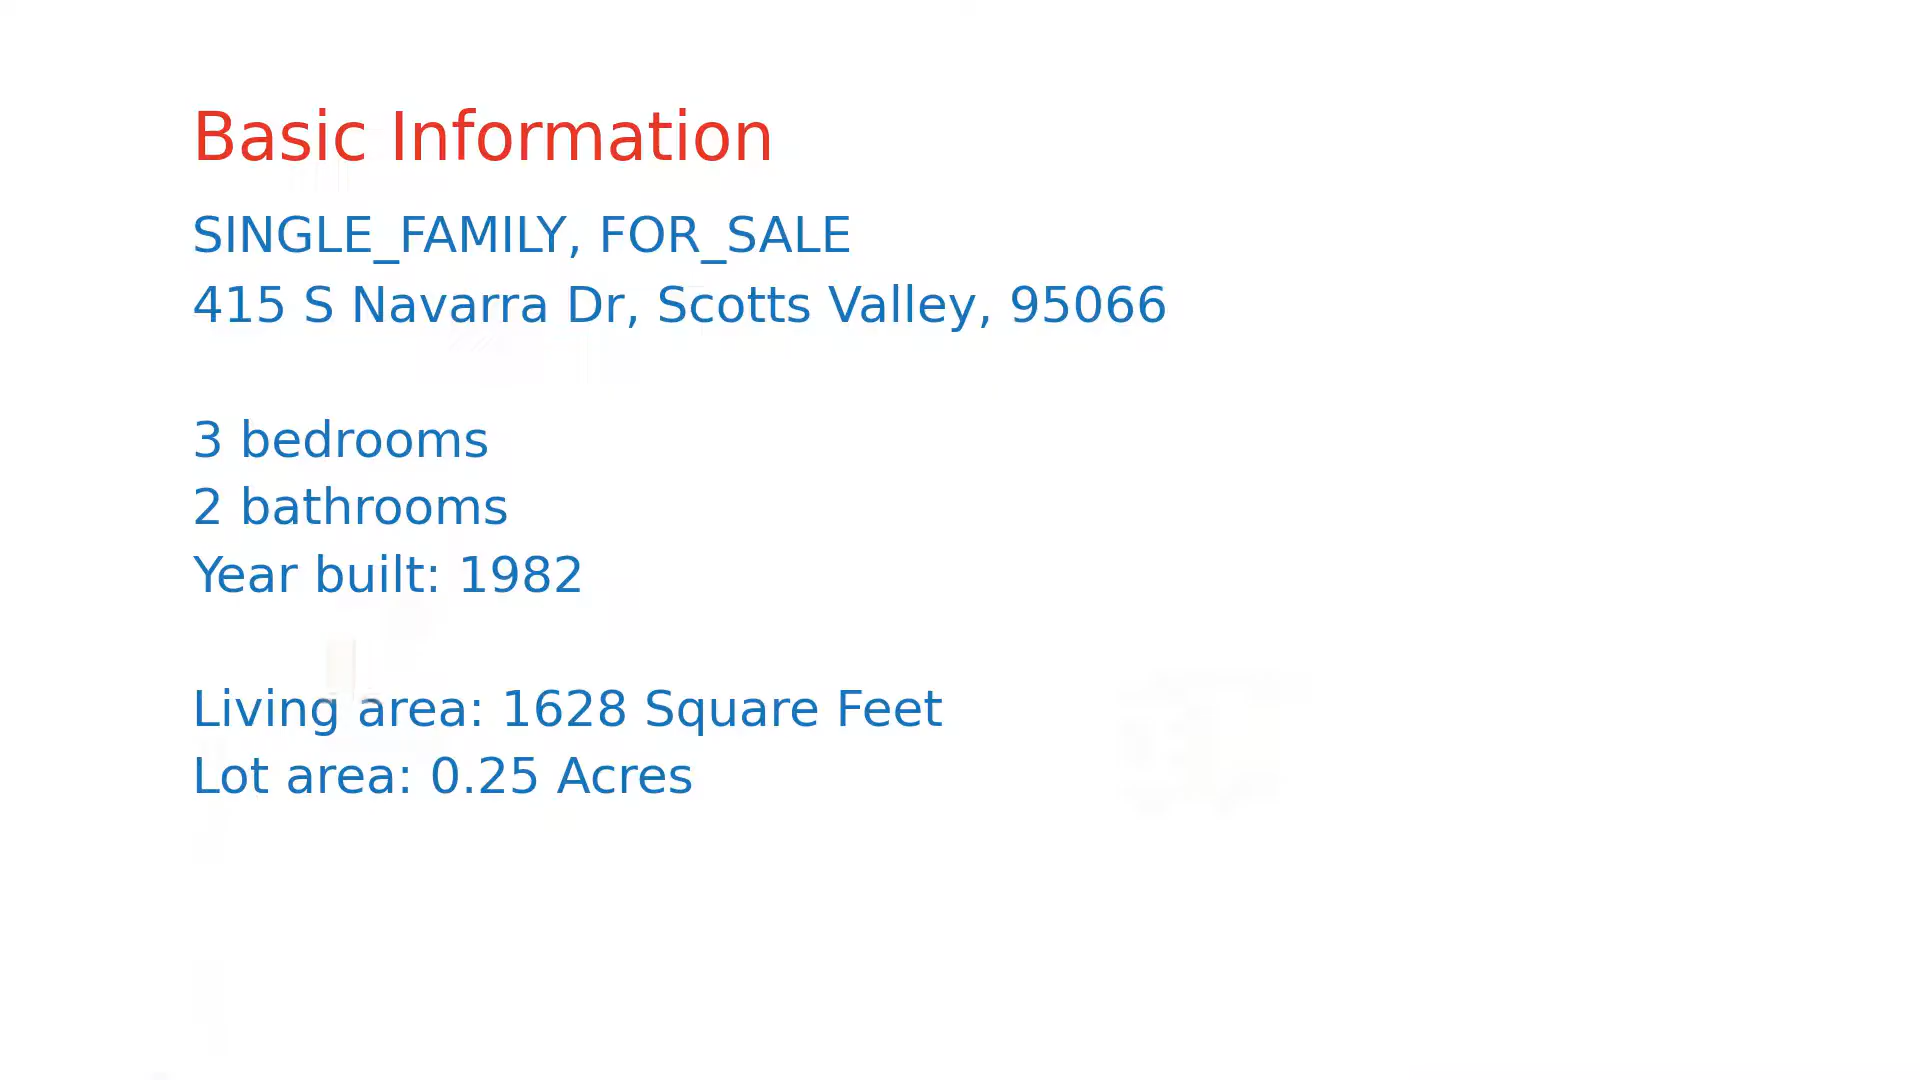 Basic Information
SINGLE_FAMILY, FOR_SALE
415 S Navarra Dr, Scotts Valley, 95066
3 bedrooms
2 bathrooms
Year built: 1982
Living area: 1628 Square Feet
Lot area: 0.25 Acres